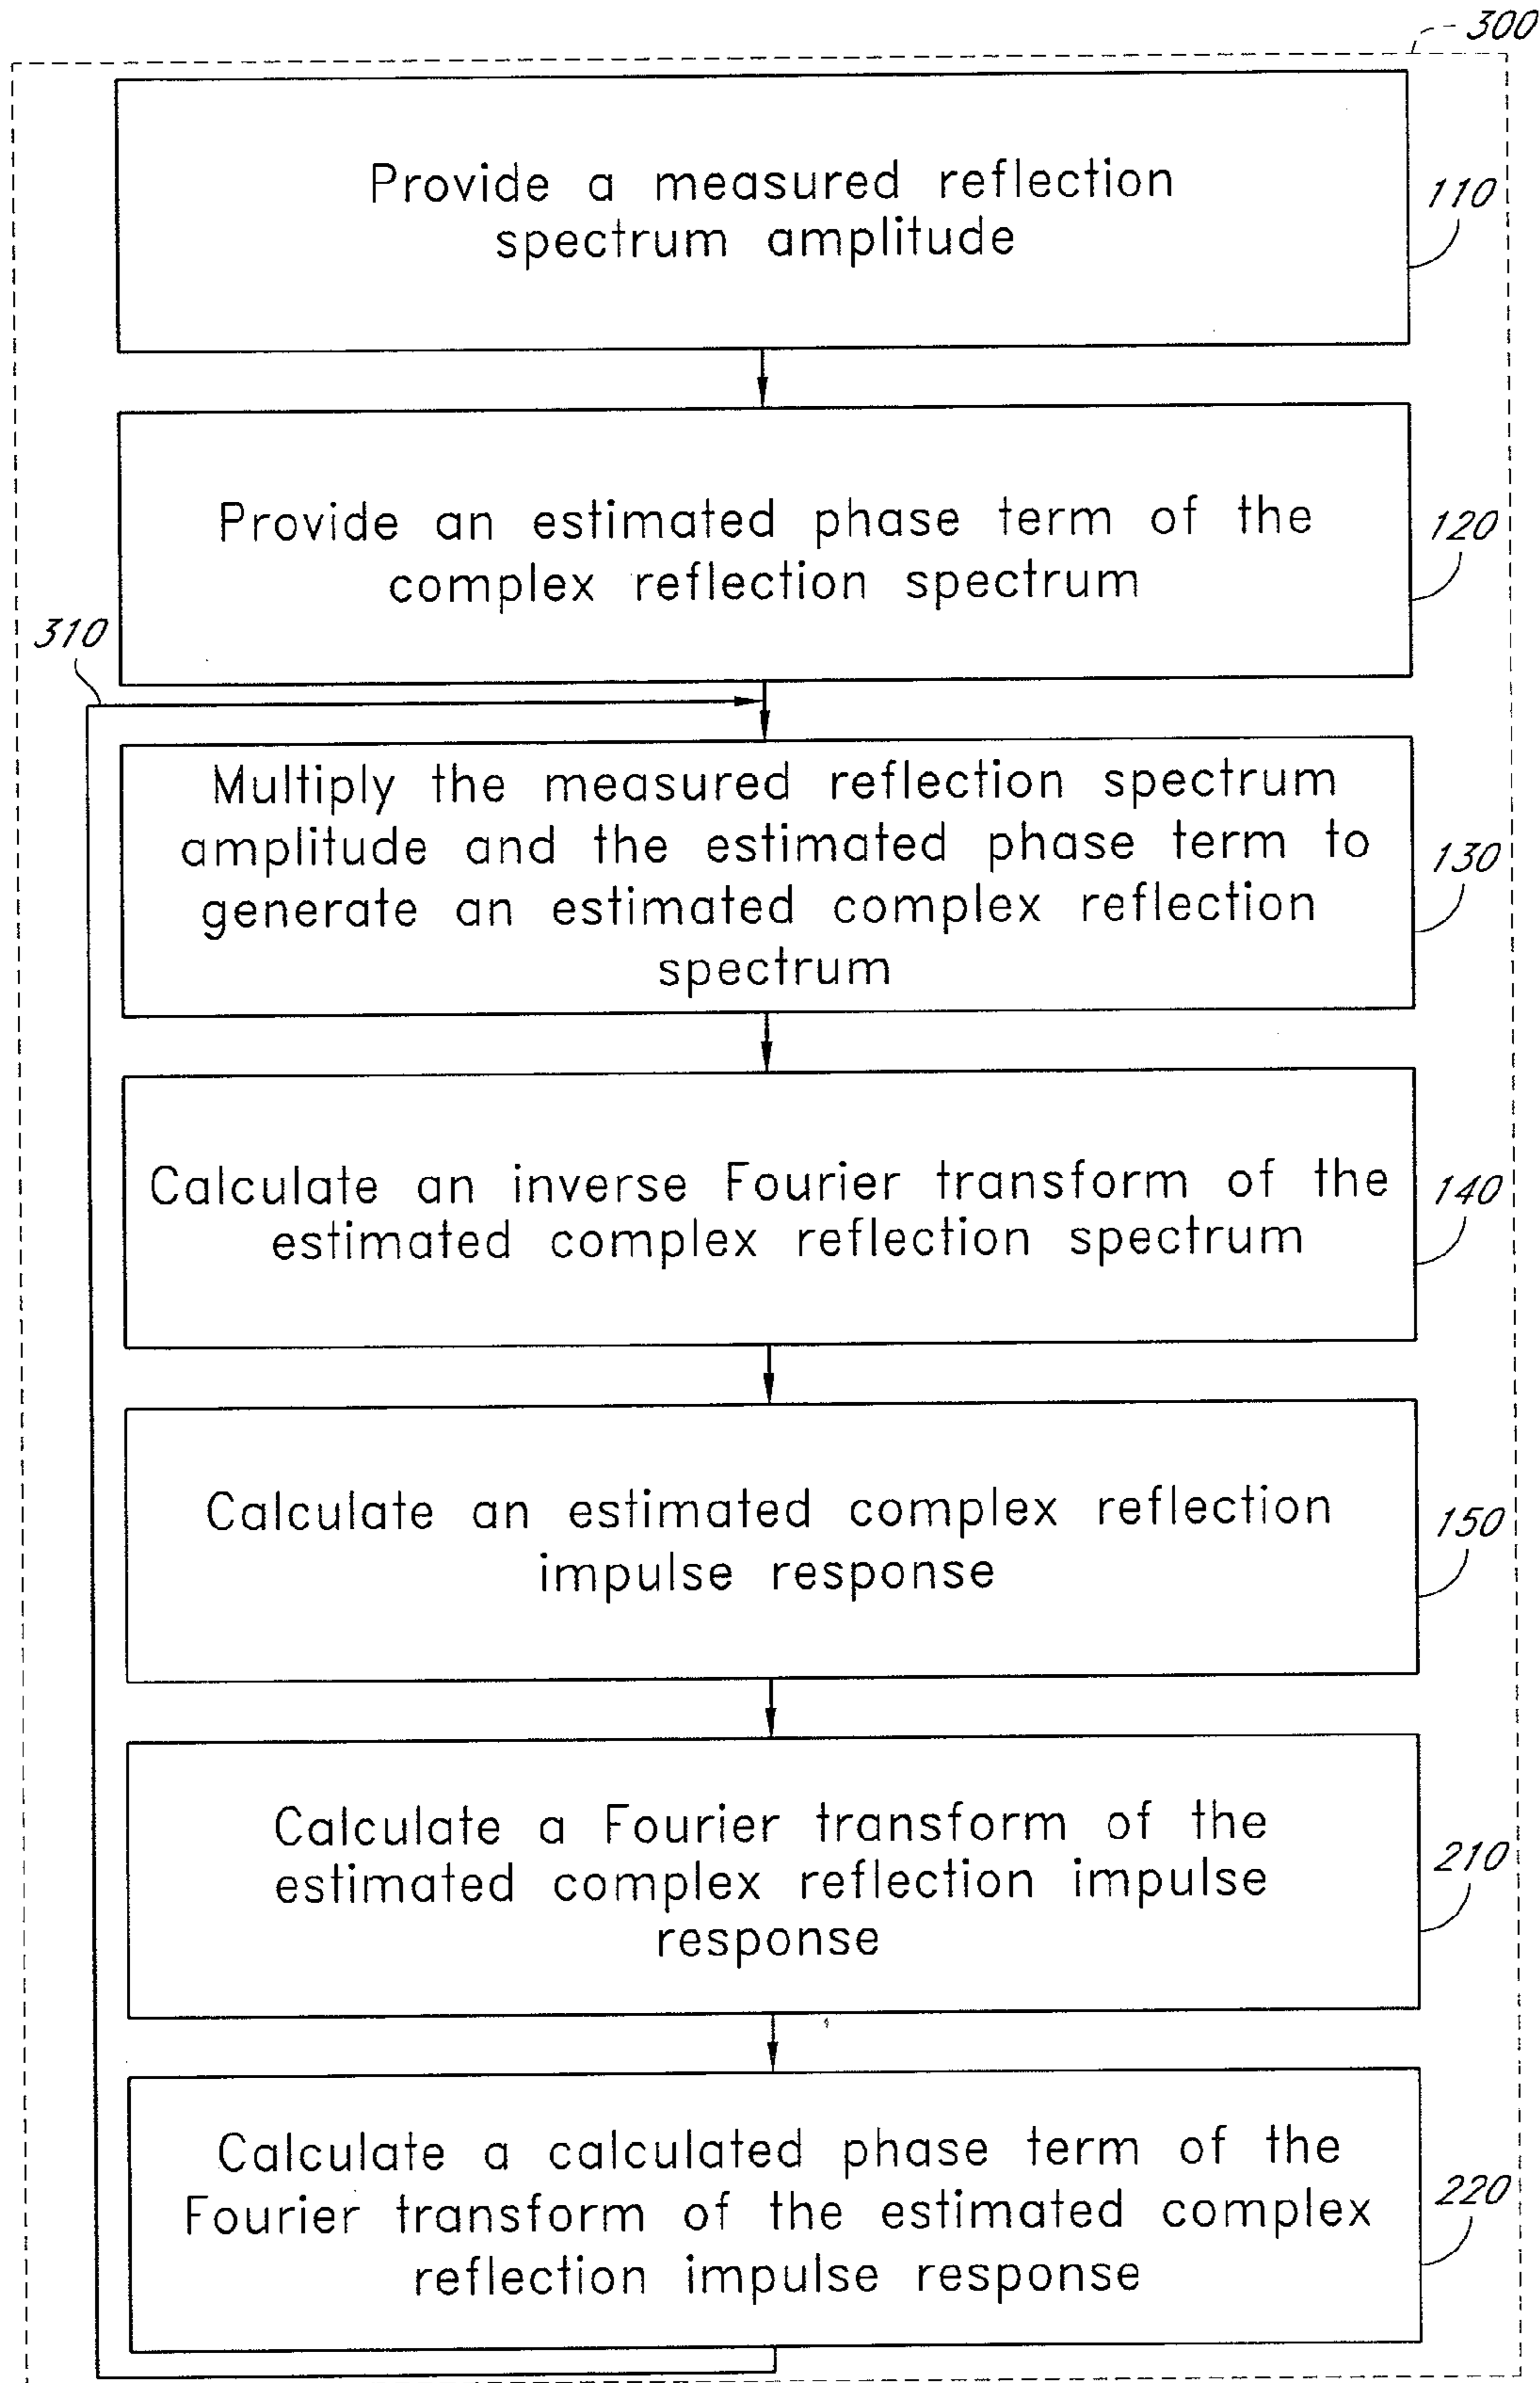 300
Provide a measured reflection
spectrum amplitude
110
Provide an estimated phase term of the
complex reflection spectrum
120
310
Multiply the measured reflection spectrum
amplitude and the estimated phase term to
generate an estimated complex reflection
spectrum
130
Calculate an inverse Fourier transform of the
estimated complex reflection spectrum
140
Calculate an estimated complex reflection
impulse response
150
Calculate a Fourier transform of the
estimated complex reflection impulse
response
210
Calculate a calculated phase term of the
Fourier transform of the estimated complex
reflection impulse response
220